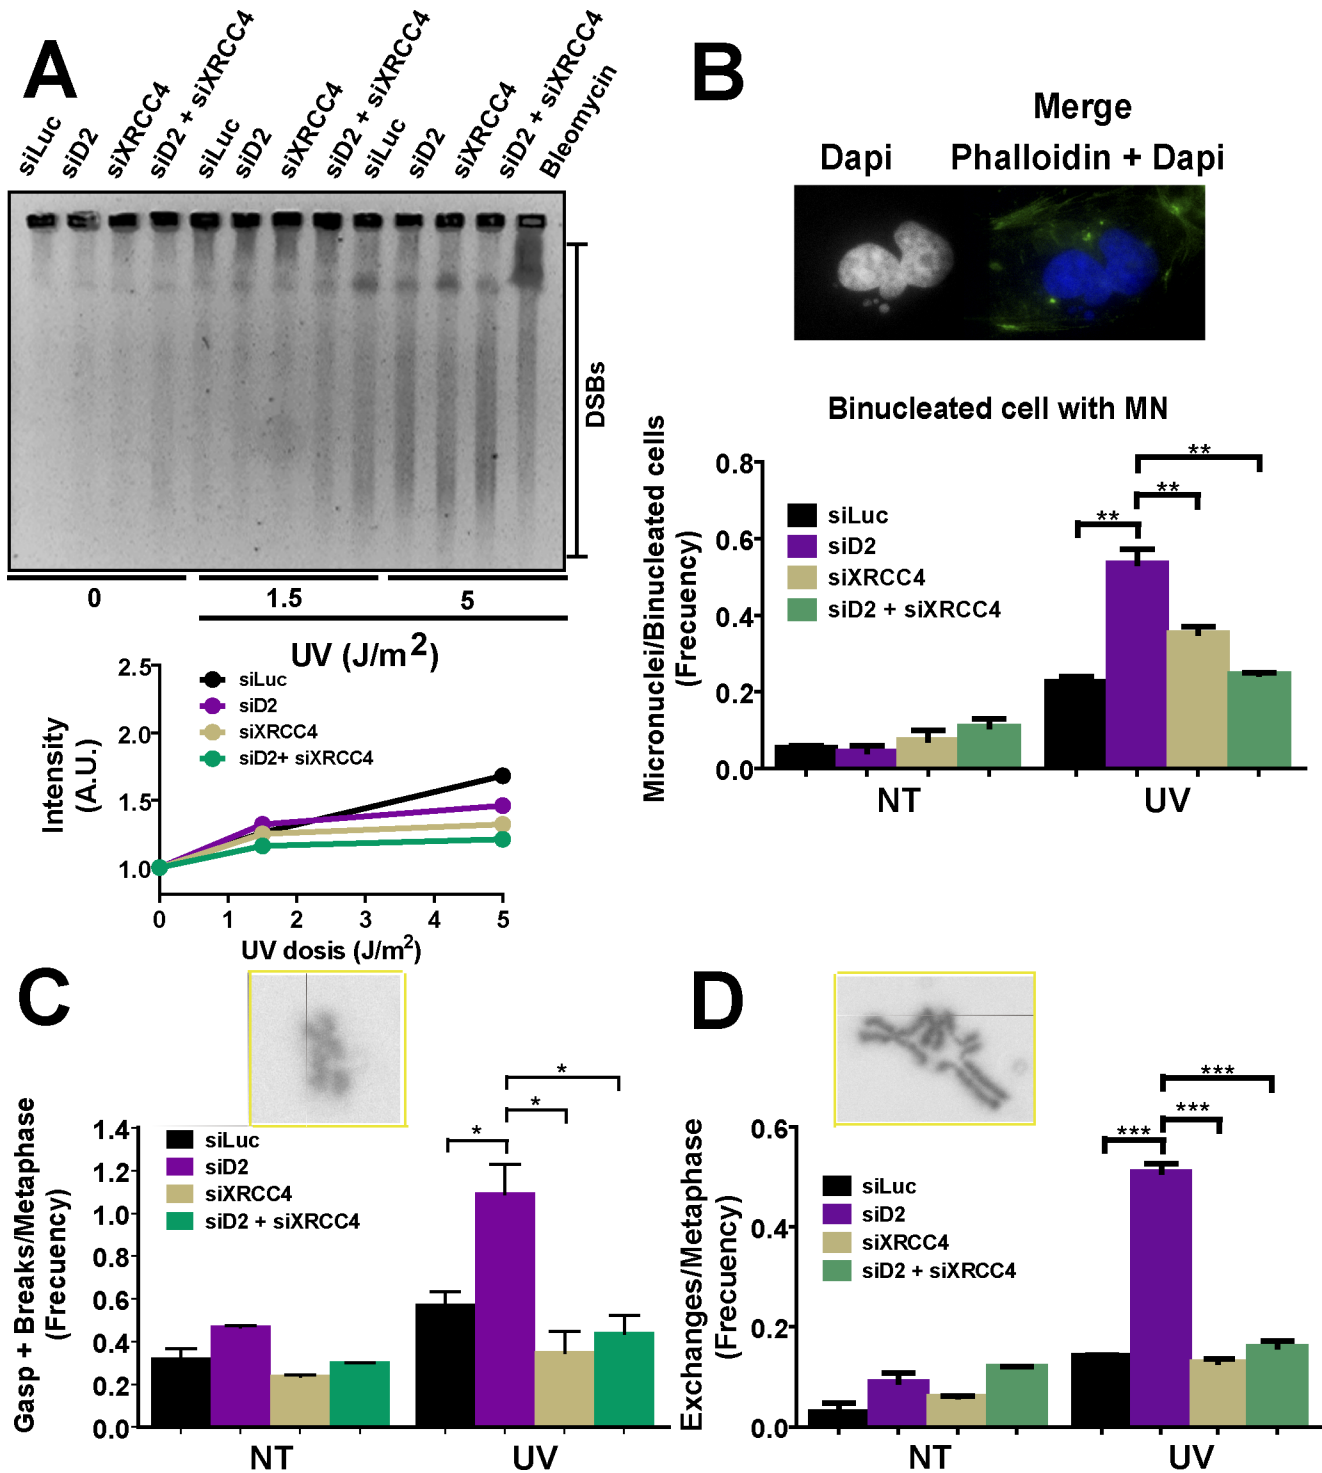 A
siLuc
siD2
siXRCC4
siD2 + siXRCC4
siLuc
siD2
siXRCC4
siD2 + siXRCC4
siLuc
siD2
siXRCC4
siD2 + siXRCC4
Bleomycin
DSBs
0
1.5
5
UV (J/m2)
2.5
2.0
1.5
1.0
Intensity
(A.U.)
siLuc
siD2
siXRCC4
siD2+ siXRCC4
0 1 2 3 4 5
UV dosis (J/m2)
B
Merge
Dapi
Phalloidin + Dapi
Binucleated cell with MN
Micronuclei/Binucleated cells
(Frecuency)
0.8
0.6
0.4
0.2
0.0
siLuc
siD2
siXRCC4
siD2 + siXRCC4
**
**
**
NT
UV
C
Gasp + Breaks/Metaphase
(Frecuency)
1.4
1.2
1.0
0.8
0.6
0.4
0.2
0.0
siLuc
siD2
siXRCC4
siD2 + siXRCC4
*
*
*
NT
UV
D
Exchanges/Metaphase
(Frecuency)
0.6
0.4
0.2
0.0
siLuc
siD2
siXRCC4
siD2 + siXRCC4
***
***
***
NT
UV